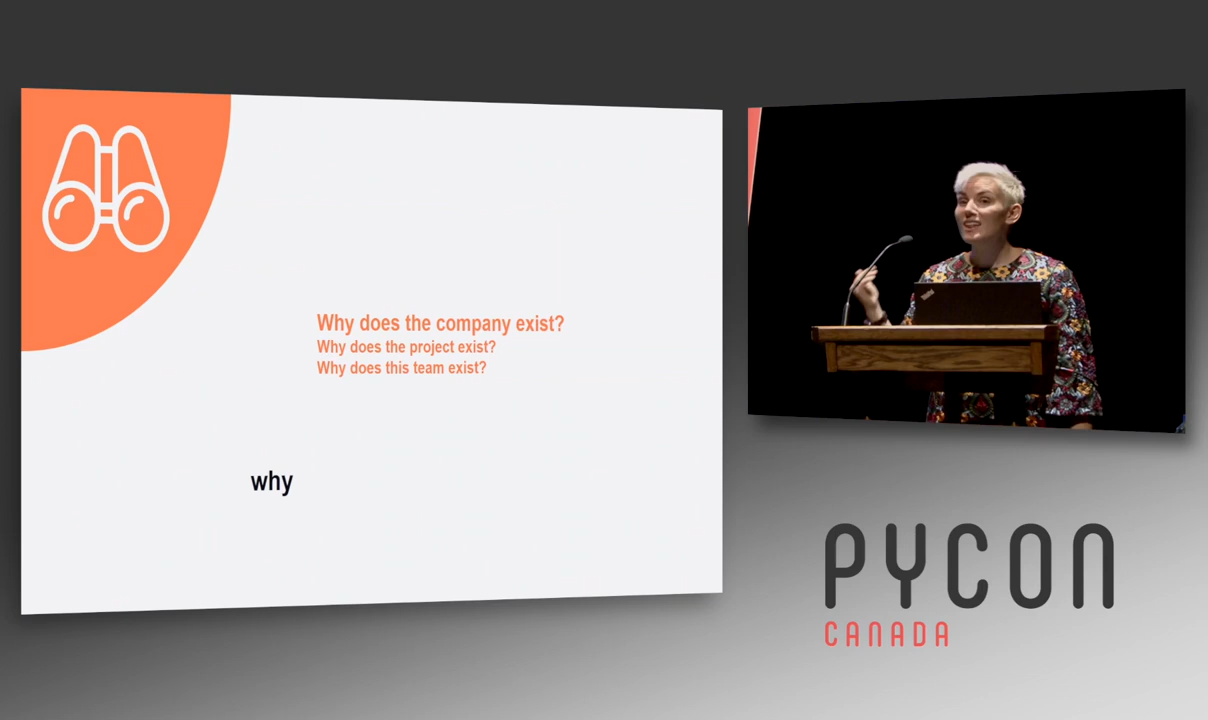 Why does the company exist?
Why does the project exist?
Why does this team exist?
why
PYCON
CANADA